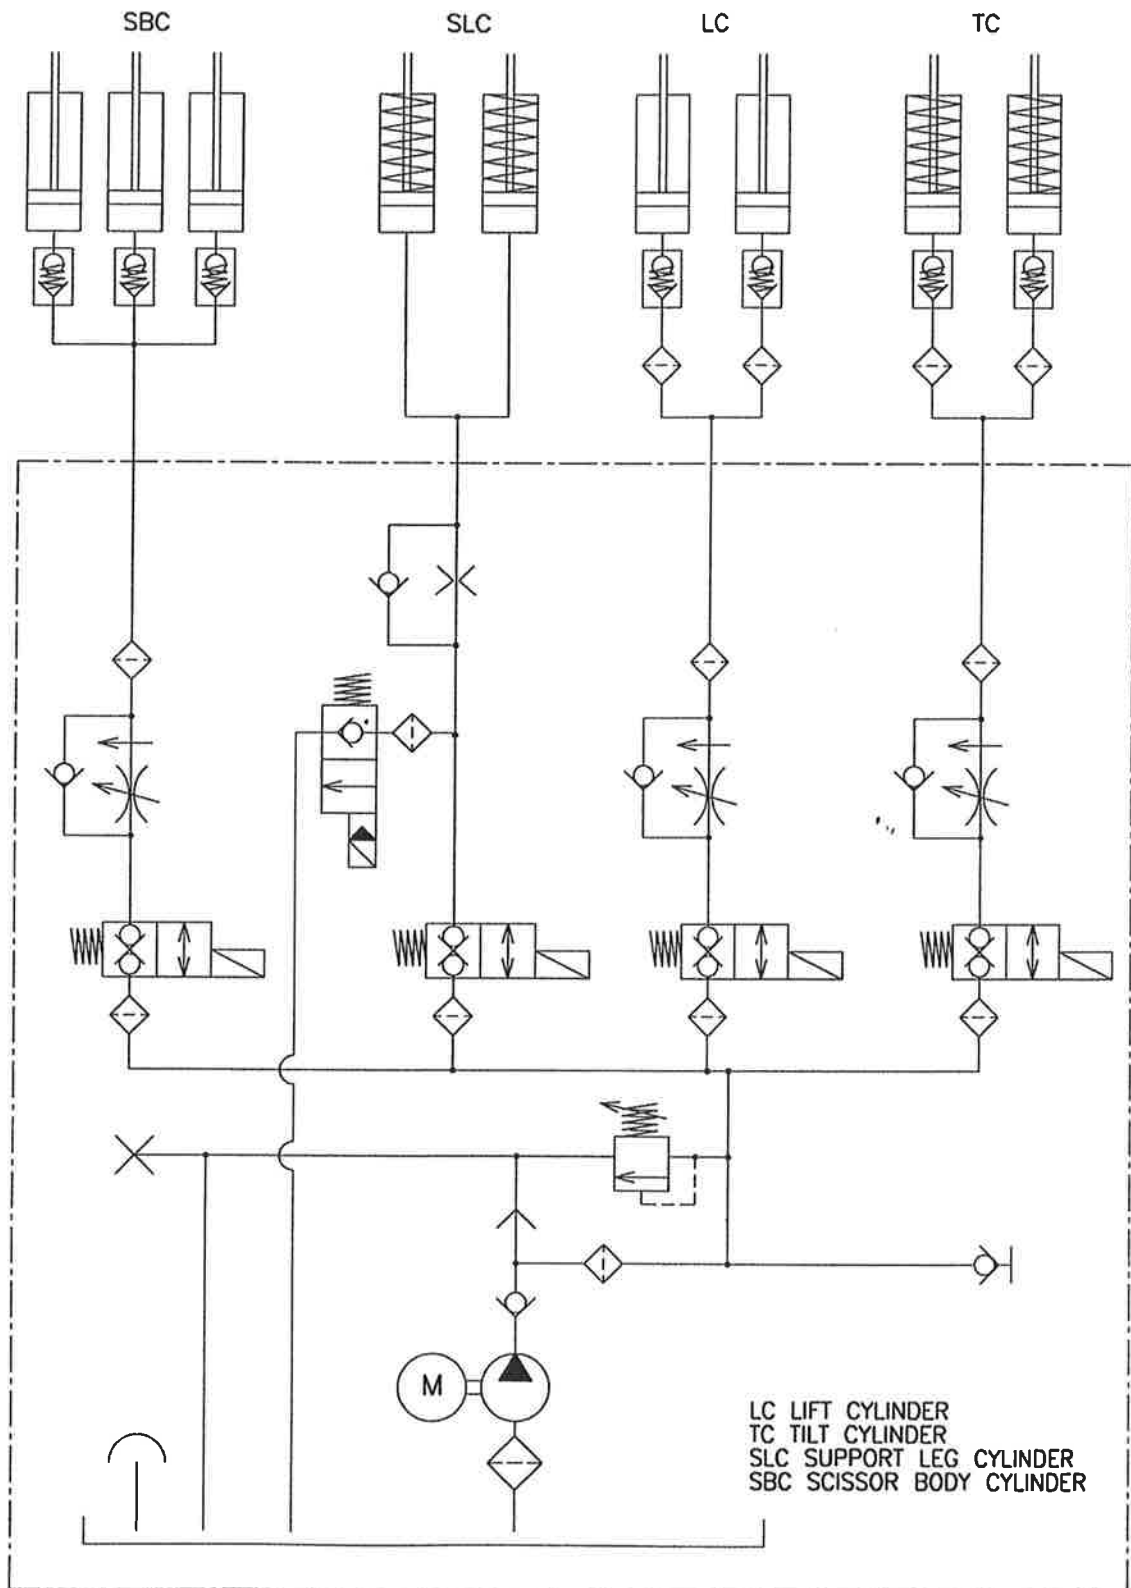 SBC SLC LC TC
M
LC LIFT CYLINDER
TC TILT CYLINDER
SLC SUPPORT LEG CYLINDER
SBC SCISSOR BODY CYLINDER